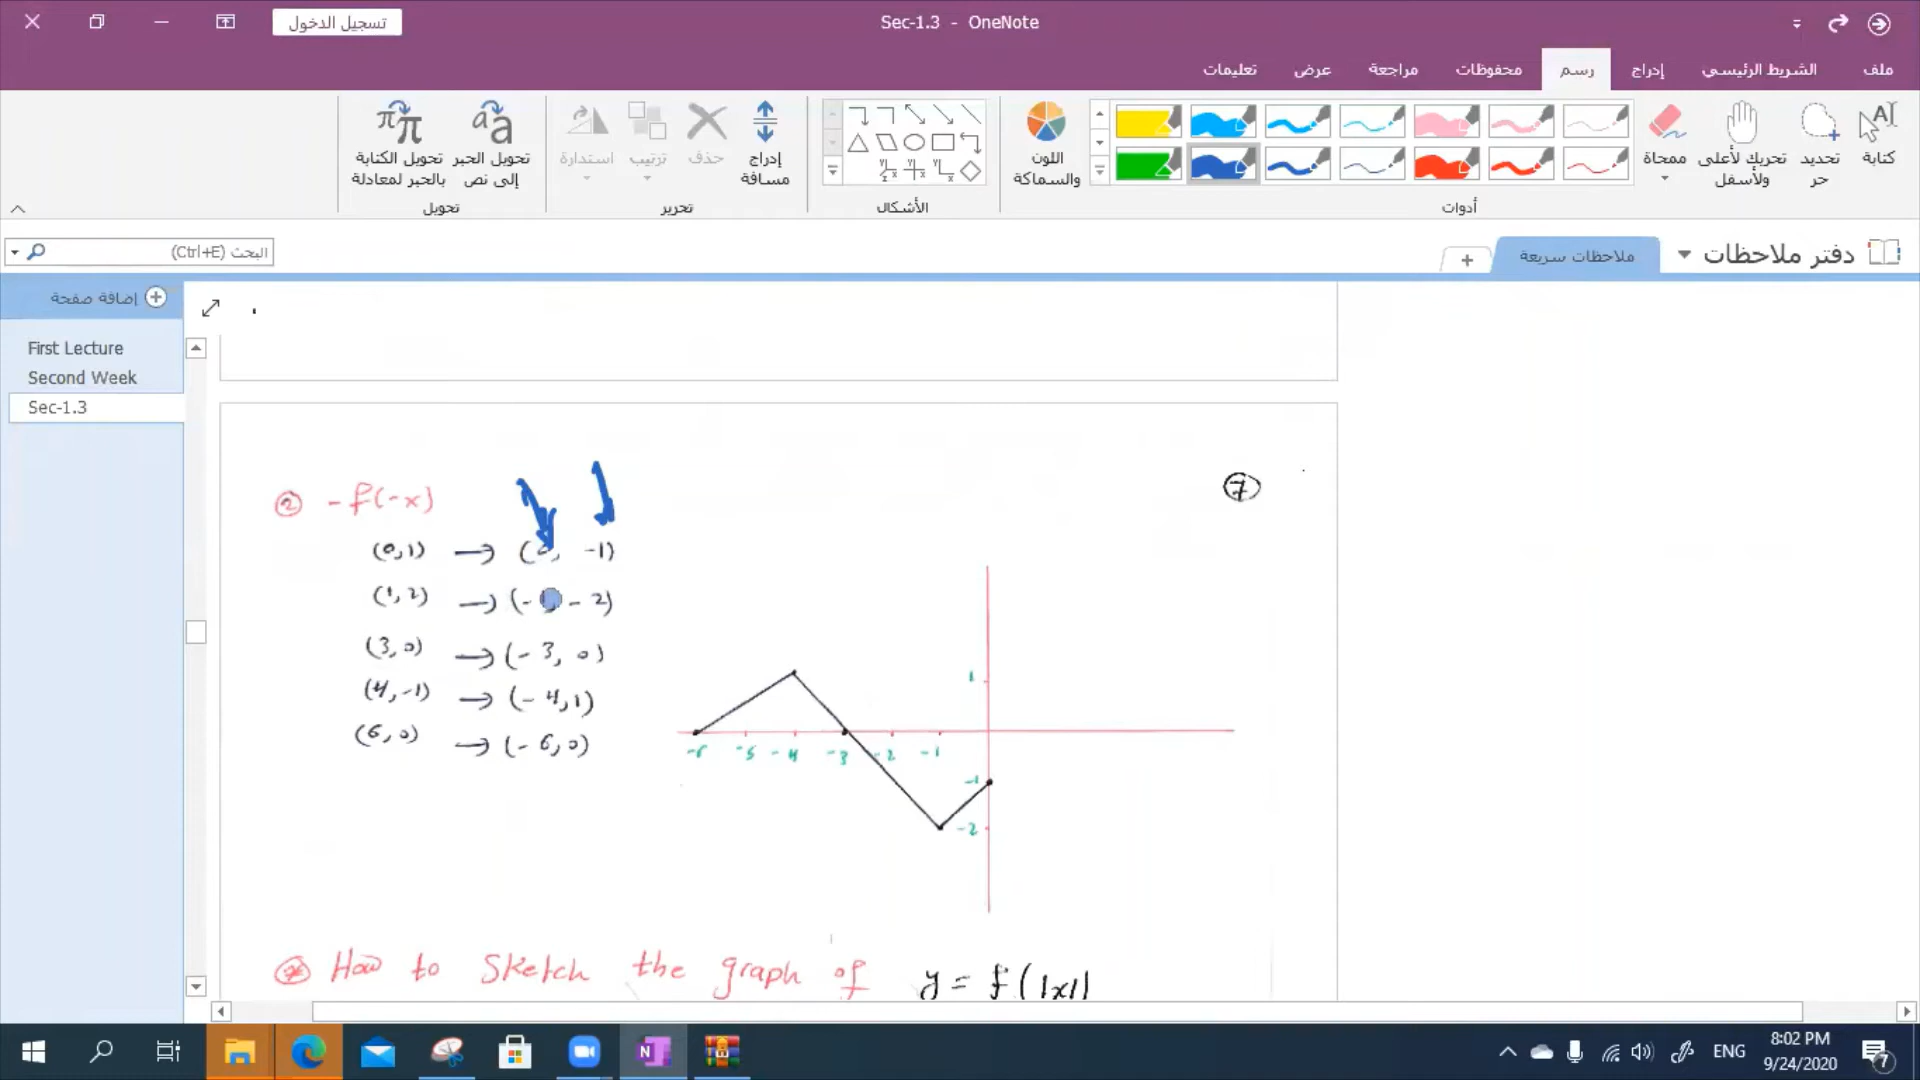 تسجيل الدخول
Sec-1.3 - OneNote
ملف
الشريط الرئيسي
إدراج
رسم
محفوظات
مراجعة
عرض
تعليمات
كتابة
تحديد حر
تحريك لأعلى ولأسفل
ممحاة
أدوات
اللون والسماكة
الأشكال
إدراج مسافة
حذف
ترتيب
استدارة
تحرير
تحويل الحبر إلى نص
تحويل الكتابة بالحبر لمعادلة
تحويل
دفتر ملاحظات
ملاحظات سريعة
البحث (Ctrl+E)
إضافة صفحة
First Lecture
Second Week
Sec-1.3
7
2 -f(-x)
(0,1) → (0, -1)
(1,2) → (- -2)
(3,0) → (-3, 0)
(4,-1) → (-4,1)
(6,0) → (-6,0)
1
-6 -5 -4 -3 -2 -1
-1
-2
How to sketch the graph of y = f(|x|)
ENG
8:02 PM
9/24/2020
7